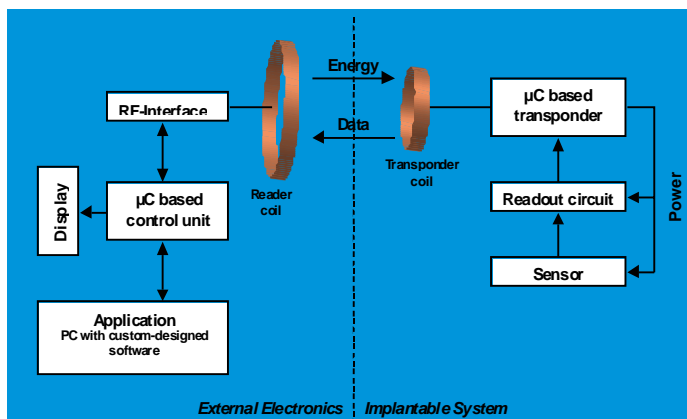 Energy
Data
RF-Interface
Reader
coil
Transponder
coil
µC based
transponder
Display
µC based
control unit
Readout circuit
Power
Sensor
Application
PC with custom-designed
software
External Electronics
Implantable System